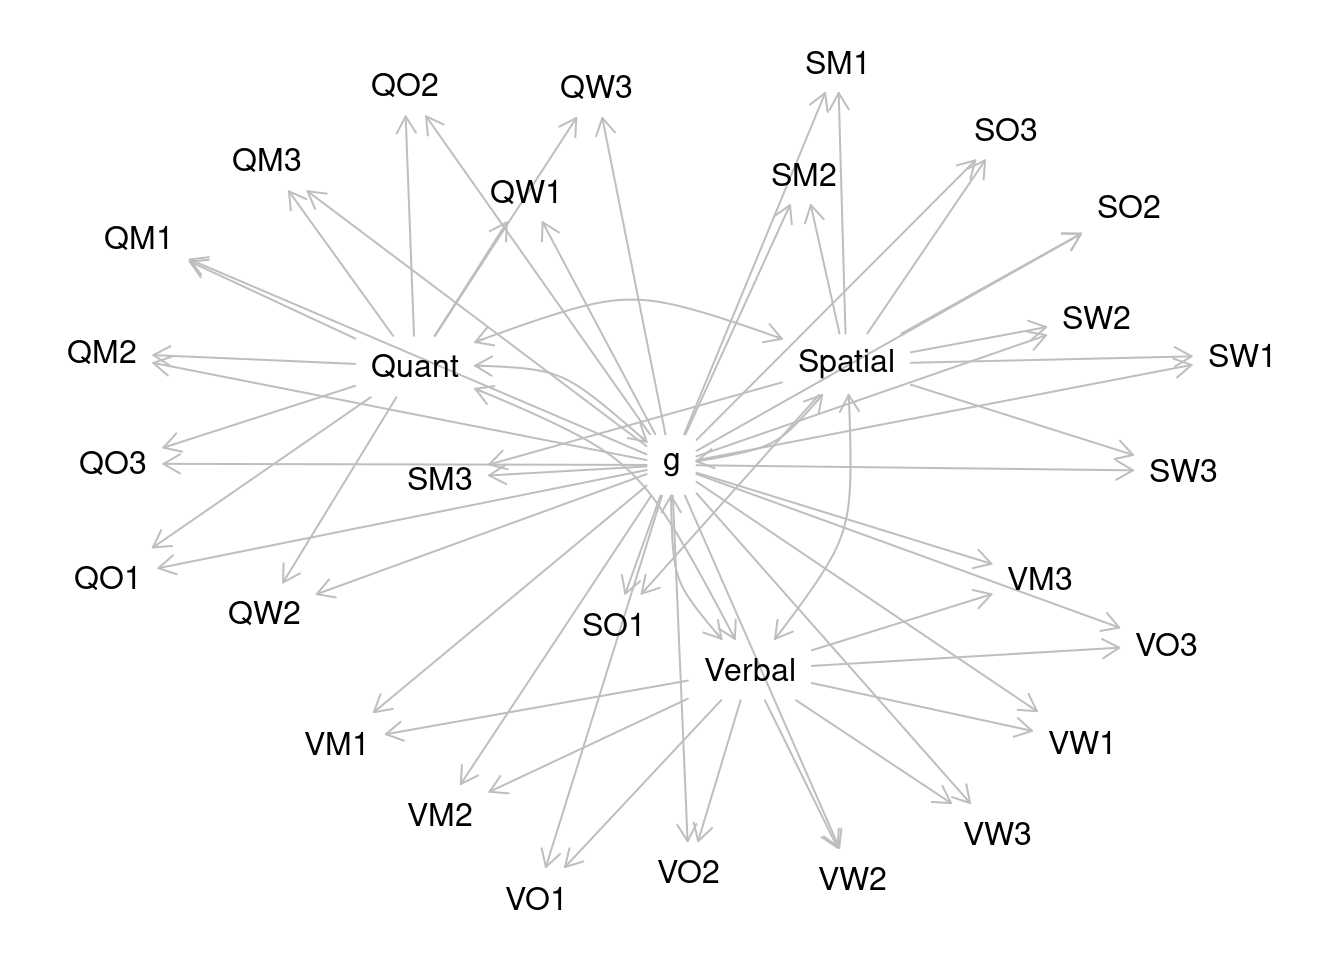 SM1
QO2
QW3
SO3
QM3
SM2
QW1
SO2
QM1
SW2
QM2
SW1
Spatial
Quant
g
QO3
SM3
SW3
QO1
VM3
QW2
SO1
VO3
Verbal
VM1
VW1
VM2
VW3
VO2
VW2
VO1